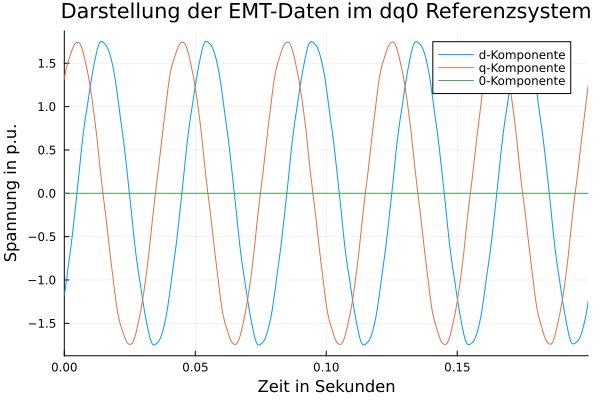 Darstellung der EMT-Daten im dq0 Referenzsystem
d-Komponente
q-Komponente
0-Komponente
Spannung in p.u.
1.5
1.0
0.5
0.0
−0.5
−1.0
−1.5
0.00 0.05 0.10 0.15
Zeit in Sekunden